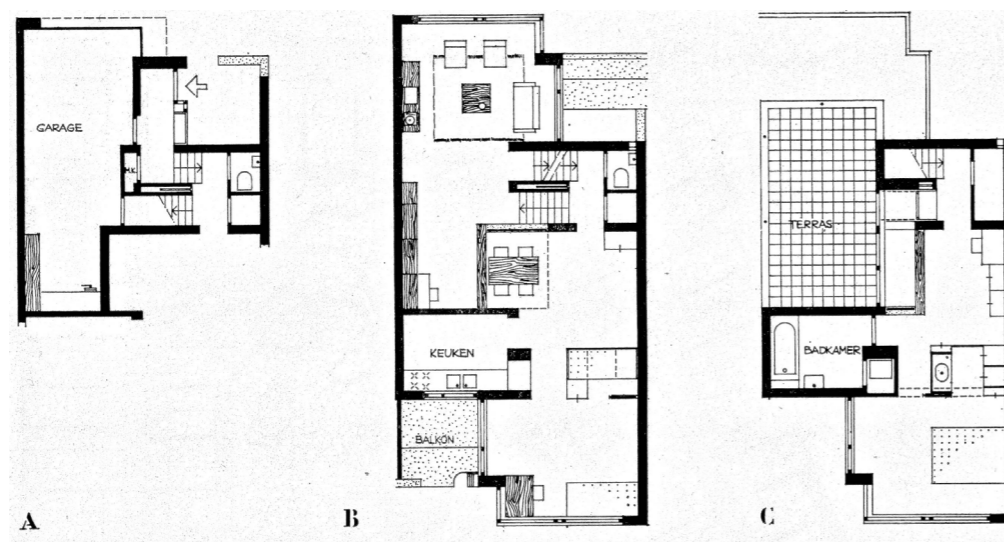 GARAGE
M.K.
A
KEUKEN
BALKON
B
TERRAS
BADKAMER
C